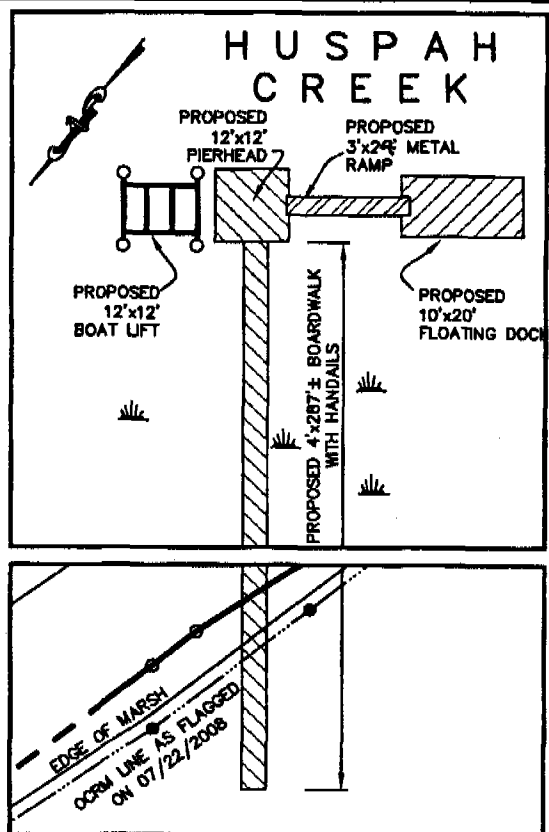 HUSPAH
CREEK
PROPOSED
12'x12'
PIERHEAD
PROPOSED
METAL
RAMP
PROPOSED
12'x12'
BOAT LIFT
PROPOSED
10'x20'
FLOATING DOCK
PROPOSED 4'x287'± BOARDWALK
WITH HANDAILS
EDGE OF MARSH
OCRM LINE AS FLAGGED
ON 07/22/2008